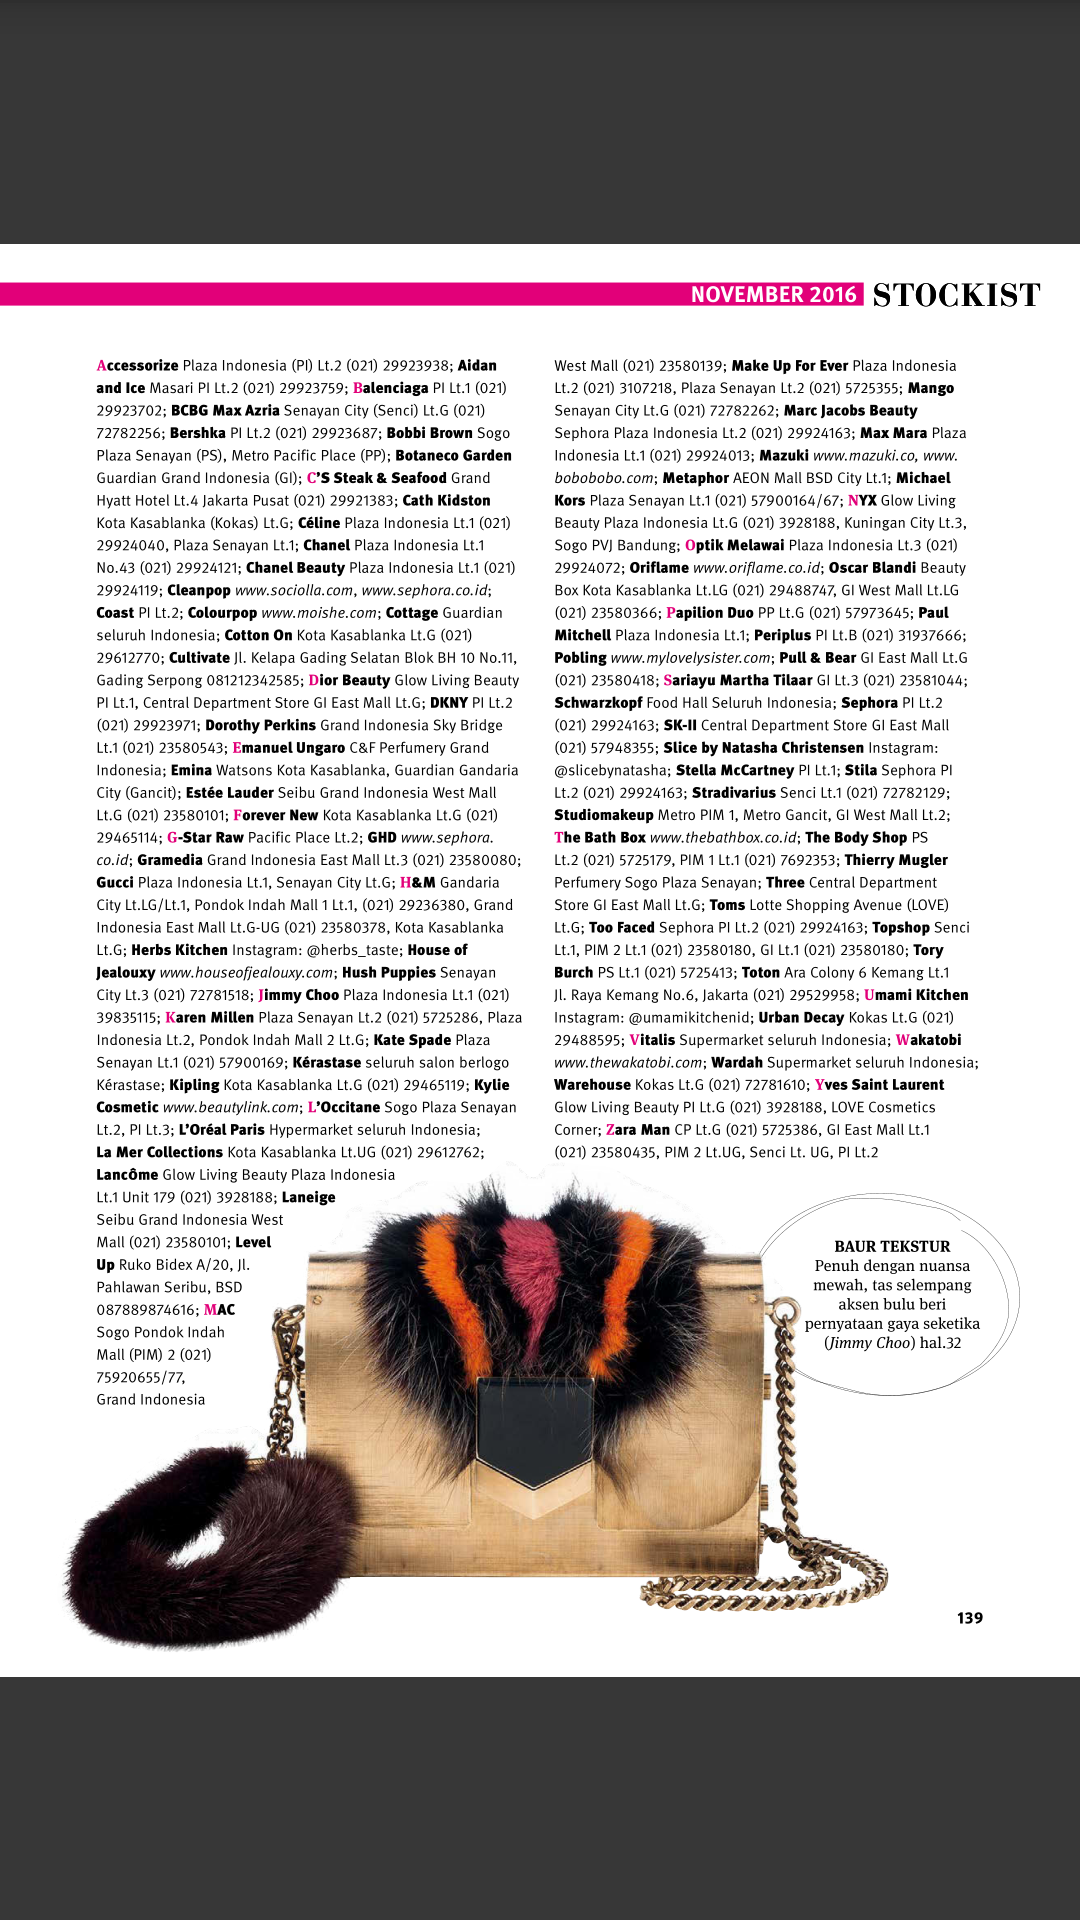 NOVEMBER 2016 STOCKIST
Accessorize Plaza Indonesia (PI) Lt.2 (021) 29923938; Aidan
and Ice Masari PI Lt.2 (021) 29923759; Balenciaga PI Lt.1 (021)
29923702; BCBG Max Azria Senayan City (Senci) Lt.G (021)
72782256; Bershka PI Lt.2 (021) 29923687; Bobbi Brown Sogo
Plaza Senayan (PS), Metro Pacific Place (PP); Botaneco Garden
Guardian Grand Indonesia (GI); C'S Steak & Seafood Grand
Hyatt Hotel Lt.4 Jakarta Pusat (021) 29921383; Cath Kidston
Kota Kasablanka (Kokas) Lt.G; Céline Plaza Indonesia Lt.1 (021)
29924040, Plaza Senayan Lt.1; Chanel Plaza Indonesia Lt.1
No.43 (021) 29924121; Chanel Beauty Plaza Indonesia Lt.1 (021)
29924119; Cleanpop www.sociolla.com, www.sephora.co.id;
Coast PI Lt.2; Colourpop www.moishe.com; Cottage Guardian
seluruh Indonesia; Cotton On Kota Kasablanka Lt.G (021)
29612770; Cultivate Jl. Kelapa Gading Selatan Blok BH 10 No.11,
Gading Serpong 081212342585; Dior Beauty Glow Living Beauty
PI Lt.1, Central Department Store GI East Mall Lt.G; DKNY PI Lt.2
(021) 29923971; Dorothy Perkins Grand Indonesia Sky Bridge
Lt.1 (021) 23580543; Emanuel Ungaro C&F Perfumery Grand
Indonesia; Emina Watsons Kota Kasablanka, Guardian Gandaria
City (Gancit); Estée Lauder Seibu Grand Indonesia West Mall
Lt.G (021) 23580101; Forever New Kota Kasablanka Lt.G (021)
29465114; G-Star Raw Pacific Place Lt.2; GHD www.sephora.
co.id; Gramedia Grand Indonesia East Mall Lt.3 (021) 23580080;
Gucci Plaza Indonesia Lt.1, Senayan City Lt.G; H&M Gandaria
City Lt.LG/Lt.1, Pondok Indah Mall 1 Lt.1, (021) 29236380, Grand
Indonesia East Mall Lt.G-UG (021) 23580378, Kota Kasablanka
Lt.G; Herbs Kitchen Instagram: @herbs_taste; House of
Jealouxy www.houseofjealouxy.com; Hush Puppies Senayan
City Lt.3 (021) 72781518; Jimmy Choo Plaza Indonesia Lt.1 (021)
39835115; Karen Millen Plaza Senayan Lt.2 (021) 5725286, Plaza
Indonesia Lt.2, Pondok Indah Mall 2 Lt.G; Kate Spade Plaza
Senayan Lt.1 (021) 57900169; Kérastase seluruh salon berlogo
Kérastase; Kipling Kota Kasablanka Lt.G (021) 29465119; Kylie
Cosmetic www.beautylink.com; L'Occitane Sogo Plaza Senayan
Lt.2, PI Lt.3; L'Oréal Paris Hypermarket seluruh Indonesia;
La Mer Collections Kota Kasablanka Lt.UG (021) 29612762;
Lancôme Glow Living Beauty Plaza Indonesia
Lt.1 Unit 179 (021) 3928188; Laneige
Seibu Grand Indonesia West
Mall (021) 23580101; Level
Up Ruko Bidex A/20, Jl.
Pahlawan Seribu, BSD
087889874616; MAC
Sogo Pondok Indah
Mall (PIM) 2 (021)
75920655/77,
Grand Indonesia
West Mall (021) 23580139; Make Up For Ever Plaza Indonesia
Lt.2 (021) 3107218, Plaza Senayan Lt.2 (021) 5725355; Mango
Senayan City Lt.G (021) 72782262; Marc Jacobs Beauty
Sephora Plaza Indonesia Lt.2 (021) 29924163; Max Mara Plaza
Indonesia Lt.1 (021) 29924013; Mazuki www.mazuki.co, www.
bobobobo.com; Metaphor AEON Mall BSD City Lt.1; Michael
Kors Plaza Senayan Lt.1 (021) 57900164/67; NYX Glow Living
Beauty Plaza Indonesia Lt.G (021) 3928188, Kuningan City Lt.3,
Sogo PVJ Bandung; Optik Melawai Plaza Indonesia Lt.3 (021)
29924072; Oriflame www.oriflame.co.id; Oscar Blandi Beauty
Box Kota Kasablanka Lt.LG (021) 29488747, GI West Mall Lt.LG
(021) 23580366; Papilion Duo PP Lt.G (021) 57973645; Paul
Mitchell Plaza Indonesia Lt.1; Periplus PI Lt.B (021) 31937666;
Pobling www.mylovelysister.com; Pull & Bear GI East Mall Lt.G
(021) 23580418; Sariayu Martha Tilaar GI Lt.3 (021) 23581044;
Schwarzkopf Food Hall Seluruh Indonesia; Sephora PI Lt.2
(021) 29924163; SK-II Central Department Store GI East Mall
(021) 57948355; Slice by Natasha Christensen Instagram:
@slicebynatasha; Stella McCartney PI Lt.1; Stila Sephora PI
Lt.2 (021) 29924163; Stradivarius Senci Lt.1 (021) 72782129;
Studiomakeup Metro PIM 1, Metro Gancit, GI West Mall Lt.2;
The Bath Box www.thebathbox.co.id; The Body Shop PS
Lt.2 (021) 5725179, PIM 1 Lt.1 (021) 7692353; Thierry Mugler
Perfumery Sogo Plaza Senayan; Three Central Department
Store GI East Mall Lt.G; Toms Lotte Shopping Avenue (LOVE)
Lt.G; Too Faced Sephora PI Lt.2 (021) 29924163; Topshop Senci
Lt.1, PIM 2 Lt.1 (021) 23580180, GI Lt.1 (021) 23580180; Tory
Burch PS Lt.1 (021) 5725413; Toton Ara Colony 6 Kemang Lt.1
Jl. Raya Kemang No.6, Jakarta (021) 29529958; Umami Kitchen
Instagram: @umamikitchenid; Urban Decay Kokas Lt.G (021)
29488595; Vitalis Supermarket seluruh Indonesia; Wakatobi
www.thewakatobi.com; Wardah Supermarket seluruh Indonesia;
Warehouse Kokas Lt.G (021) 72781610; Yves Saint Laurent
Glow Living Beauty PI Lt.G (021) 3928188, LOVE Cosmetics
Corner; Zara Man CP Lt.G (021) 5725386, GI East Mall Lt.1
(021) 23580435, PIM 2 Lt.UG, Senci Lt. UG, PI Lt.2
BAUR TEKSTUR
Penuh dengan nuansa
mewah, tas selempang
aksen bulu beri
pernyataan gaya seketika
(Jimmy Choo) hal.32
139